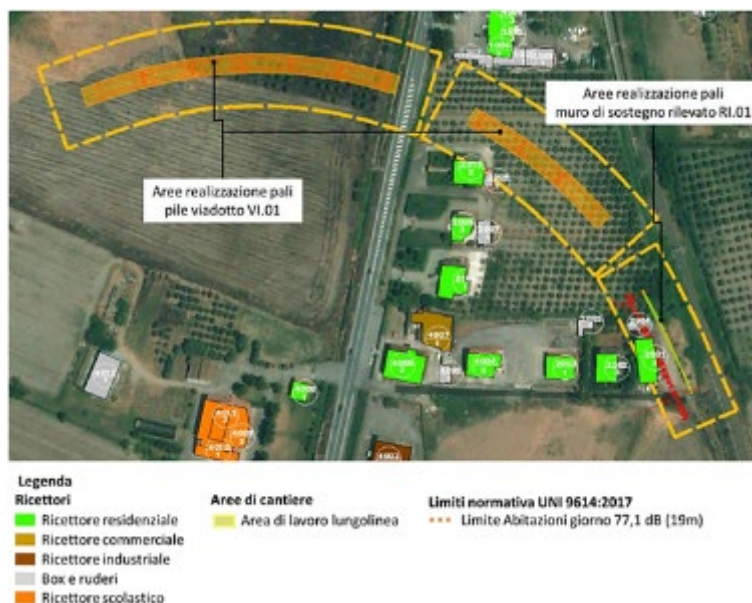 Aree realizzazione pali
muro di sostegno rilevato RI.01
Aree realizzazione pali
pile viadotto VI.01
Legenda
Ricettori
Ricettore residenziale
Ricettore commerciale
Ricettore industriale
Box e ruderi
Ricettore scolastico
Aree di cantiere
Area di lavoro lungolinea
Limiti normativa UNI 9614:2017
Limite Abitazioni giorno 77,1 dB (19m)